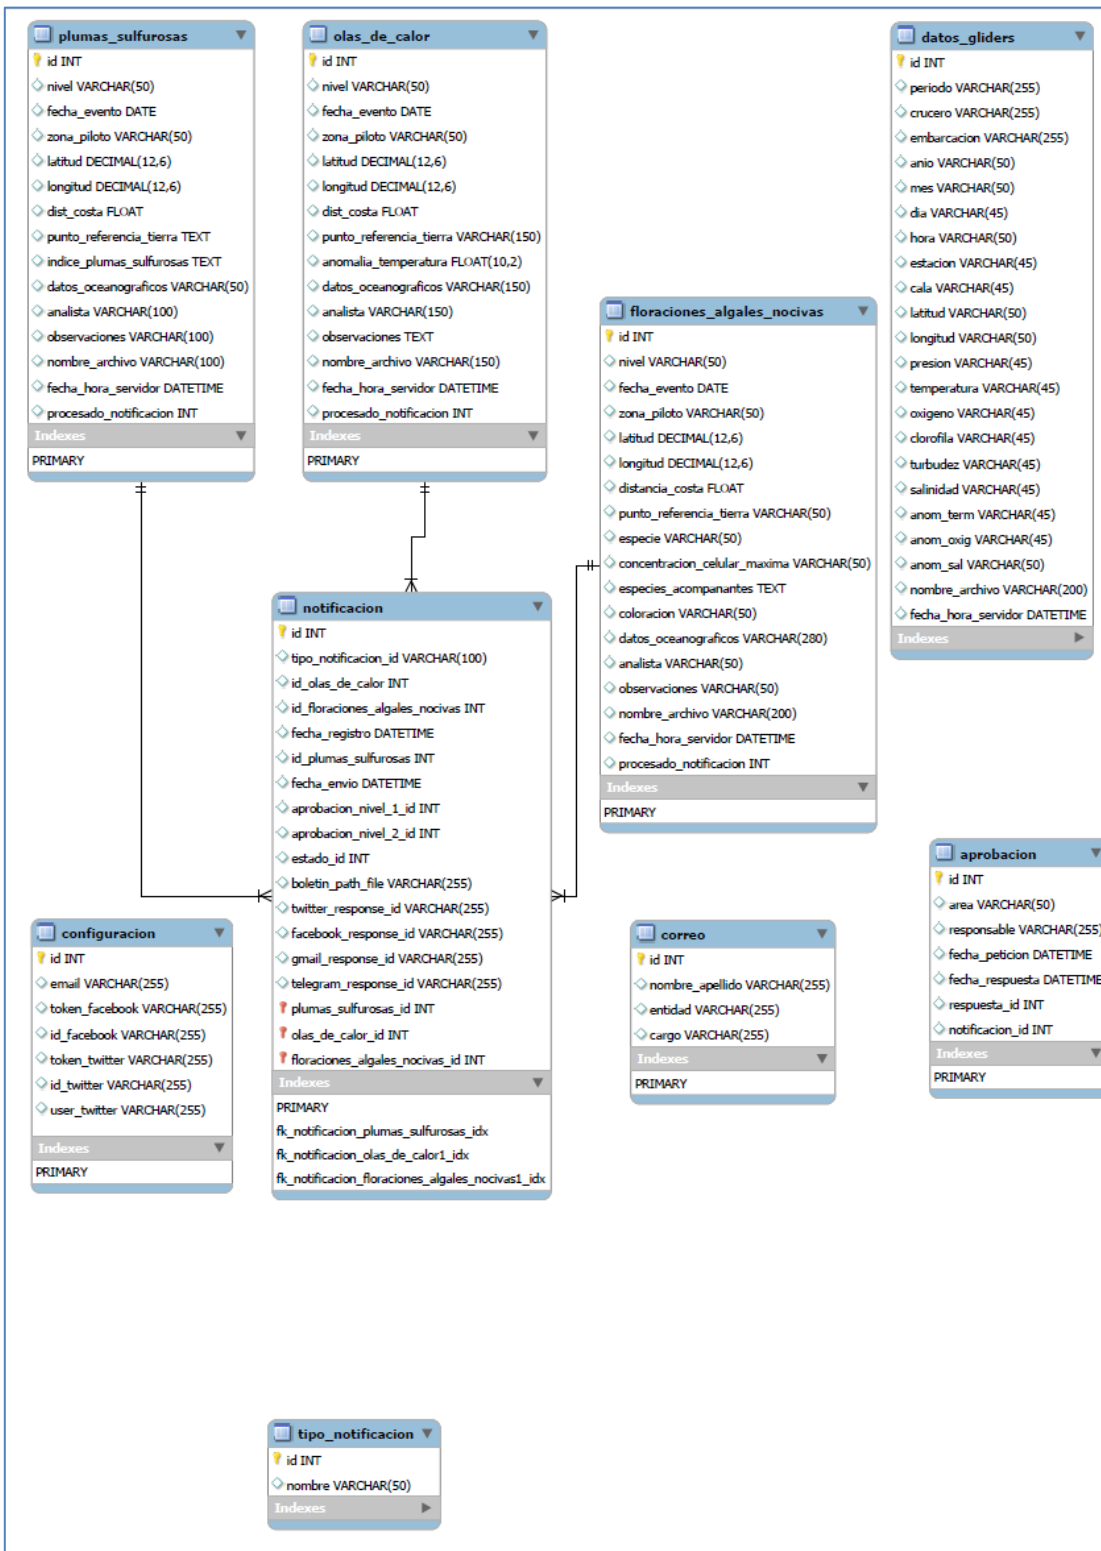 plumas_sulfurosas
id INT
nivel VARCHAR(50)
fecha_evento DATE
zona_piloto VARCHAR(50)
latitud DECIMAL(12,6)
longitud DECIMAL(12,6)
dist_costa FLOAT
punto_referencia_tierra TEXT
indice_plumas_sulfurosas TEXT
datos_oceanograficos VARCHAR(50)
analista VARCHAR(100)
observaciones VARCHAR(100)
nombre_archivo VARCHAR(100)
fecha_hora_servidor DATETIME
procesado_notificacion INT
Indexes
PRIMARY
olas_de_calor
id INT
nivel VARCHAR(50)
fecha_evento DATE
zona_piloto VARCHAR(50)
latitud DECIMAL(12,6)
longitud DECIMAL(12,6)
dist_costa FLOAT
punto_referencia_tierra VARCHAR(150)
anomalia_temperatura FLOAT(10,2)
datos_oceanograficos VARCHAR(150)
analista VARCHAR(150)
observaciones TEXT
nombre_archivo VARCHAR(150)
fecha_hora_servidor DATETIME
procesado_notificacion INT
Indexes
PRIMARY
datos_gliders
id INT
periodo VARCHAR(255)
crucero VARCHAR(255)
embarcacion VARCHAR(255)
anio VARCHAR(50)
mes VARCHAR(50)
dia VARCHAR(45)
hora VARCHAR(50)
estacion VARCHAR(45)
cala VARCHAR(45)
latitud VARCHAR(50)
longitud VARCHAR(50)
presion VARCHAR(45)
temperatura VARCHAR(45)
oxigeno VARCHAR(45)
clorofila VARCHAR(45)
turbudez VARCHAR(45)
salinidad VARCHAR(45)
anom_term VARCHAR(45)
anom_oxig VARCHAR(45)
anom_sal VARCHAR(50)
nombre_archivo VARCHAR(200)
fecha_hora_servidor DATETIME
Indexes
floraciones_algales_nocivas
id INT
nivel VARCHAR(50)
fecha_evento DATE
zona_piloto VARCHAR(50)
latitud DECIMAL(12,6)
longitud DECIMAL(12,6)
distancia_costa FLOAT
punto_referencia_tierra VARCHAR(50)
especie VARCHAR(50)
concentracion_celular_maxima VARCHAR(50)
especies_acompanantes TEXT
coloracion VARCHAR(50)
datos_oceanograficos VARCHAR(280)
analista VARCHAR(50)
observaciones VARCHAR(50)
nombre_archivo VARCHAR(200)
fecha_hora_servidor DATETIME
procesado_notificacion INT
Indexes
PRIMARY
notificacion
id INT
tipo_notificacion_id VARCHAR(100)
id_olas_de_calor INT
id_floraciones_algales_nocivas INT
fecha_registro DATETIME
id_plumas_sulfurosas INT
fecha_envio DATETIME
aprobacion_nivel_1_id INT
aprobacion_nivel_2_id INT
estado_id INT
boletin_path_file VARCHAR(255)
twitter_response_id VARCHAR(255)
facebook_response_id VARCHAR(255)
gmail_response_id VARCHAR(255)
telegram_response_id VARCHAR(255)
plumas_sulfurosas_id INT
olas_de_calor_id INT
floraciones_algales_nocivas_id INT
Indexes
PRIMARY
fk_notificacion_plumas_sulfurosas_idx
fk_notificacion_olas_de_calor1_idx
fk_notificacion_floraciones_algales_nocivas1_idx
aprobacion
id INT
area VARCHAR(50)
responsable VARCHAR(255)
fecha_peticion DATETIME
fecha_respuesta DATETIME
respuesta_id INT
notificacion_id INT
Indexes
PRIMARY
configuracion
id INT
email VARCHAR(255)
token_facebook VARCHAR(255)
id_facebook VARCHAR(255)
token_twitter VARCHAR(255)
id_twitter VARCHAR(255)
user_twitter VARCHAR(255)
Indexes
PRIMARY
correo
id INT
nombre_apellido VARCHAR(255)
entidad VARCHAR(255)
cargo VARCHAR(255)
Indexes
PRIMARY
tipo_notificacion
id INT
nombre VARCHAR(50)
Indexes